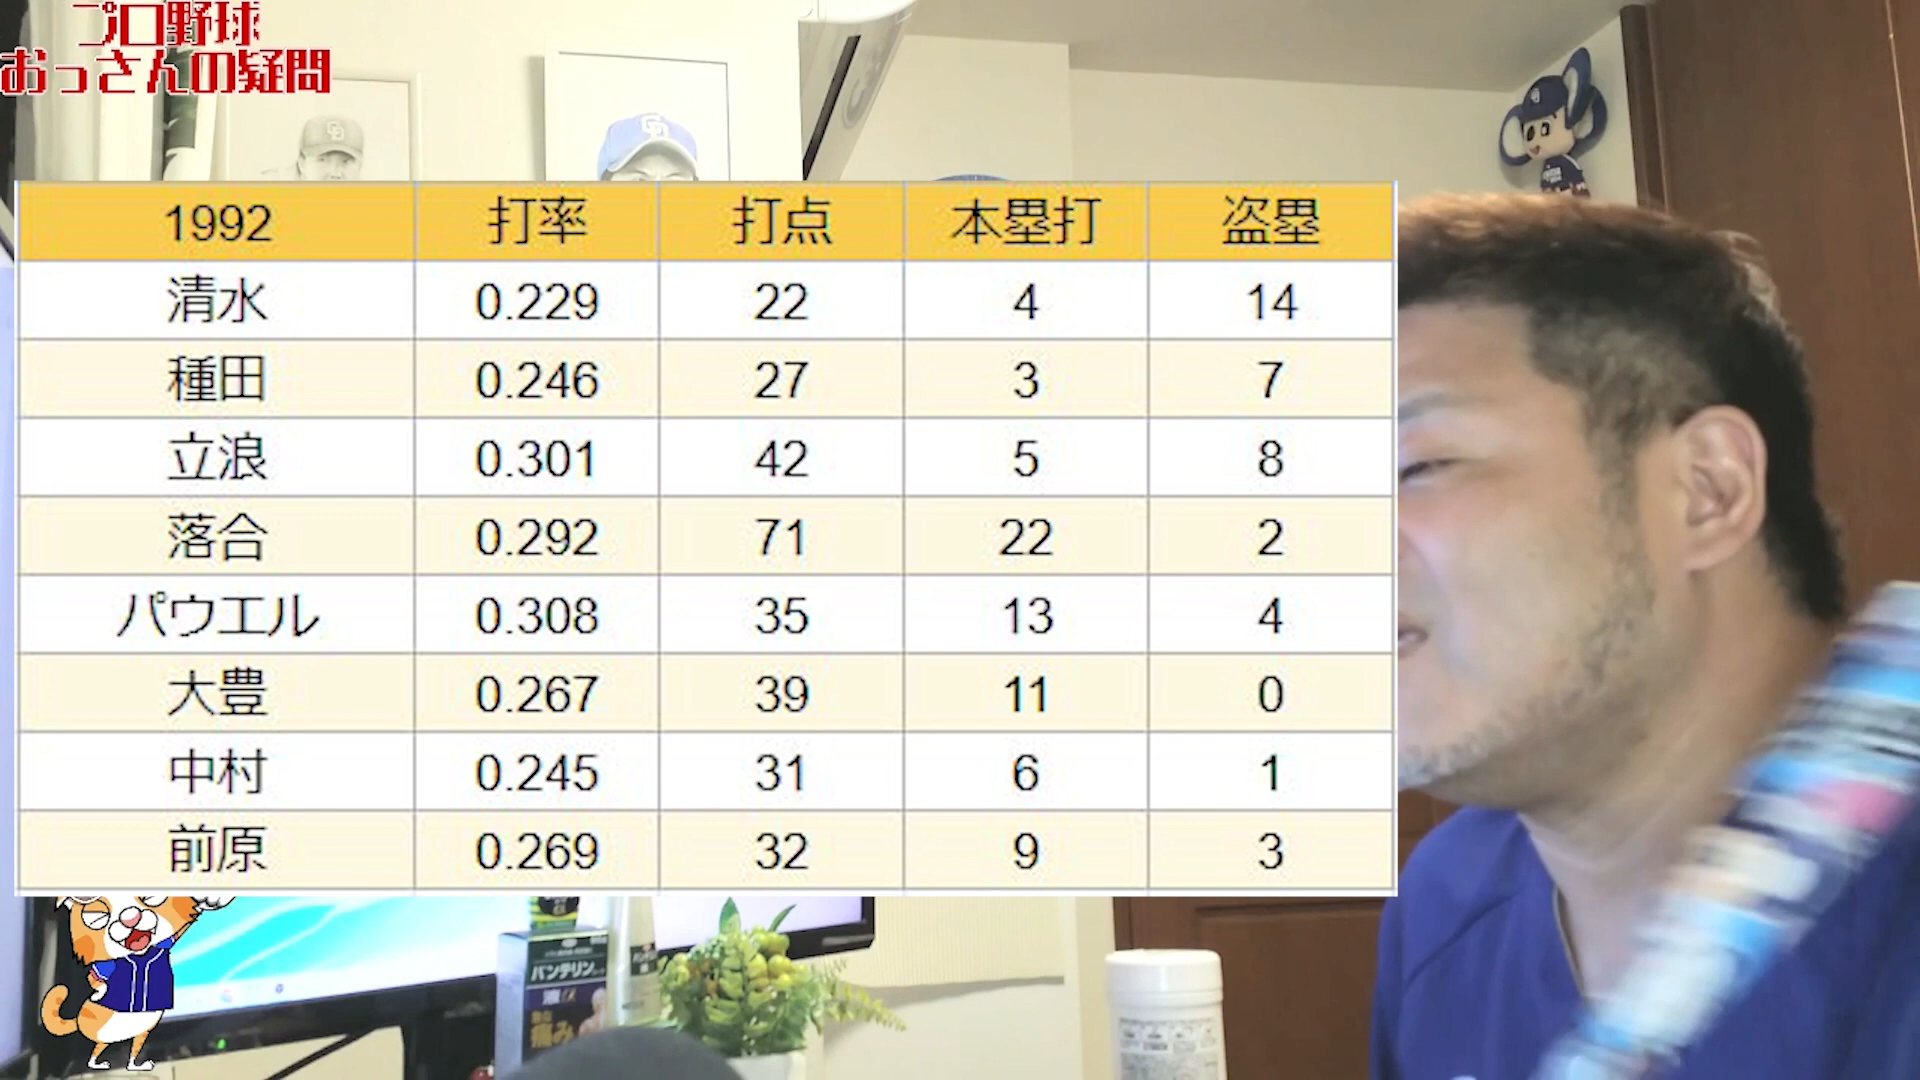 プロ野球
おっさんの疑問
1992 打率 打点 本塁打 盗塁
清水 0.229 22 4 14
種田 0.246 27 3 7
立浪 0.301 42 5 8
落合 0.292 71 22 2
パウエル 0.308 35 13 4
大豊 0.267 39 11 0
中村 0.245 31 6 1
前原 0.269 32 9 3
バンテリン